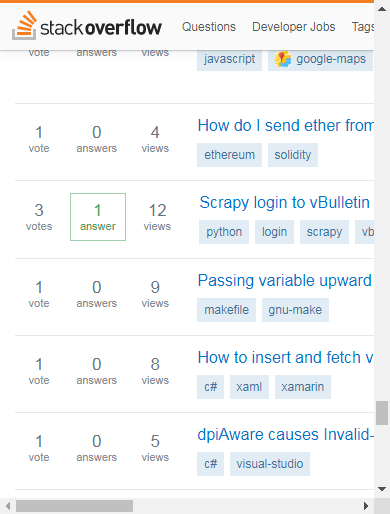 stackoverflow Questions Developer Jobs Tags
javascript google-maps
1 0 4 How do I send ether from
vote answers views ethereum solidity
3 1 12 Scrapy login to vBulletin
votes answer views python login scrapy vb
1 0 9 Passing variable upward
vote answers views makefile gnu-make
1 0 8 How to insert and fetch v
vote answers views c# xaml xamarin
1 0 5 dpiAware causes Invalid-
vote answers views c# visual-studio